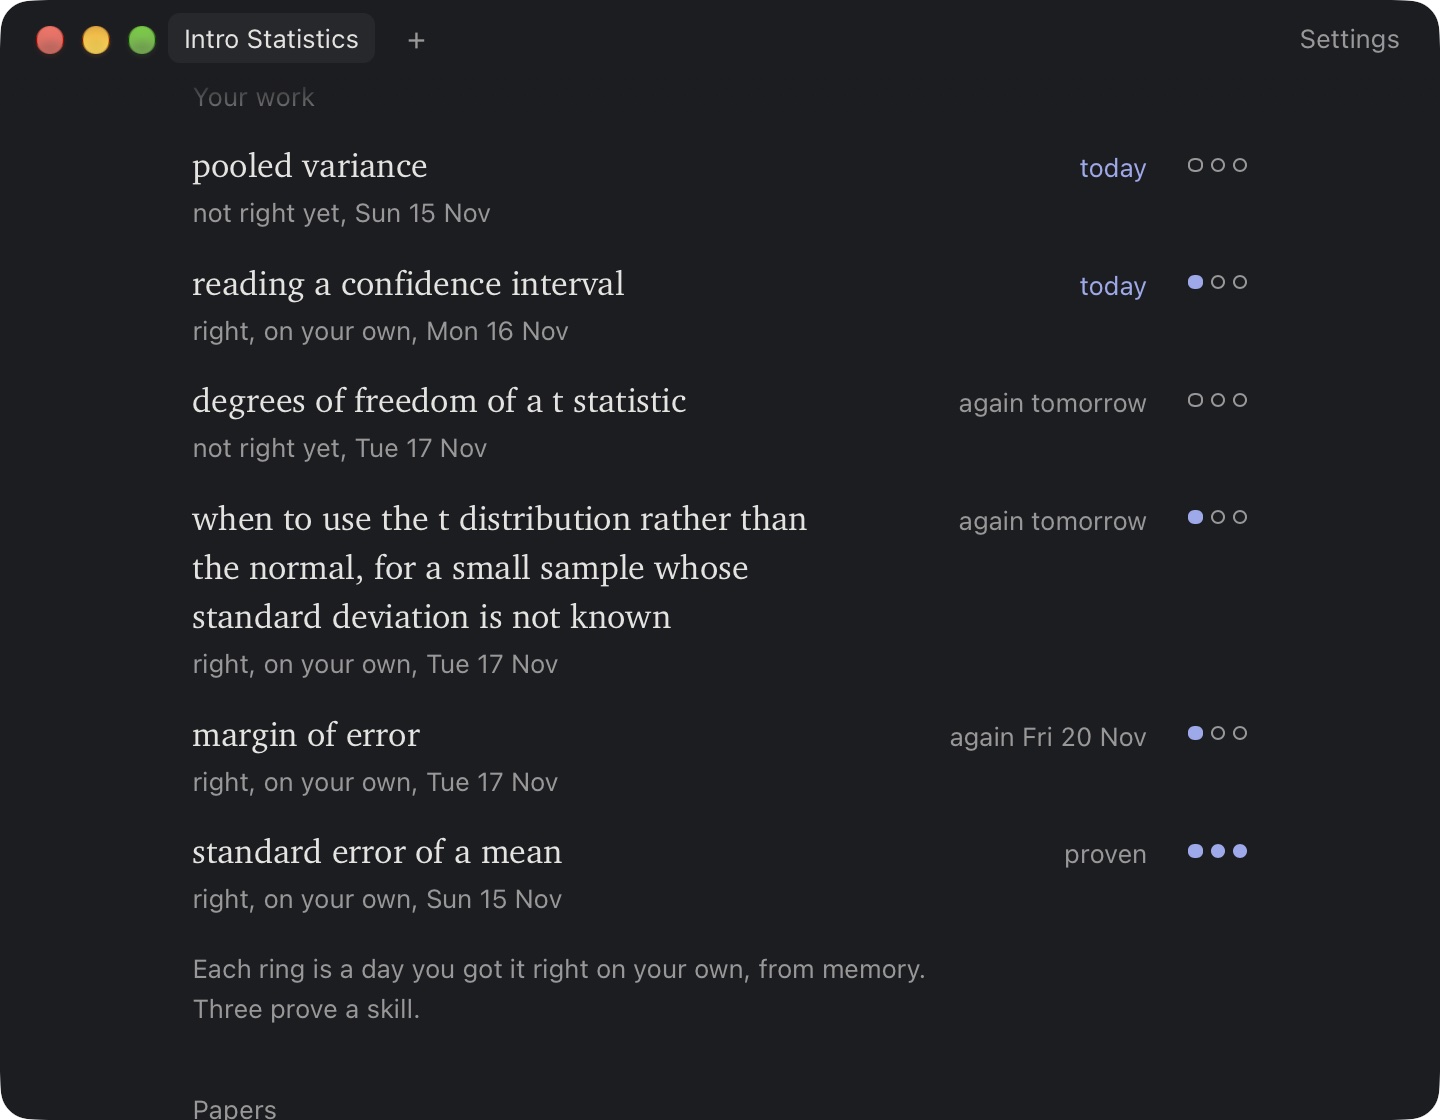 Intro Statistics
+
Settings
Your work
pooled variance
today
not right yet, Sun 15 Nov
reading a confidence interval
today
right, on your own, Mon 16 Nov
degrees of freedom of a t statistic
again tomorrow
not right yet, Tue 17 Nov
when to use the t distribution rather than
again tomorrow
the normal, for a small sample whose
standard deviation is not known
right, on your own, Tue 17 Nov
margin of error
again Fri 20 Nov
right, on your own, Tue 17 Nov
standard error of a mean
proven
right, on your own, Sun 15 Nov
Each ring is a day you got it right on your own, from memory.
Three prove a skill.
Papers